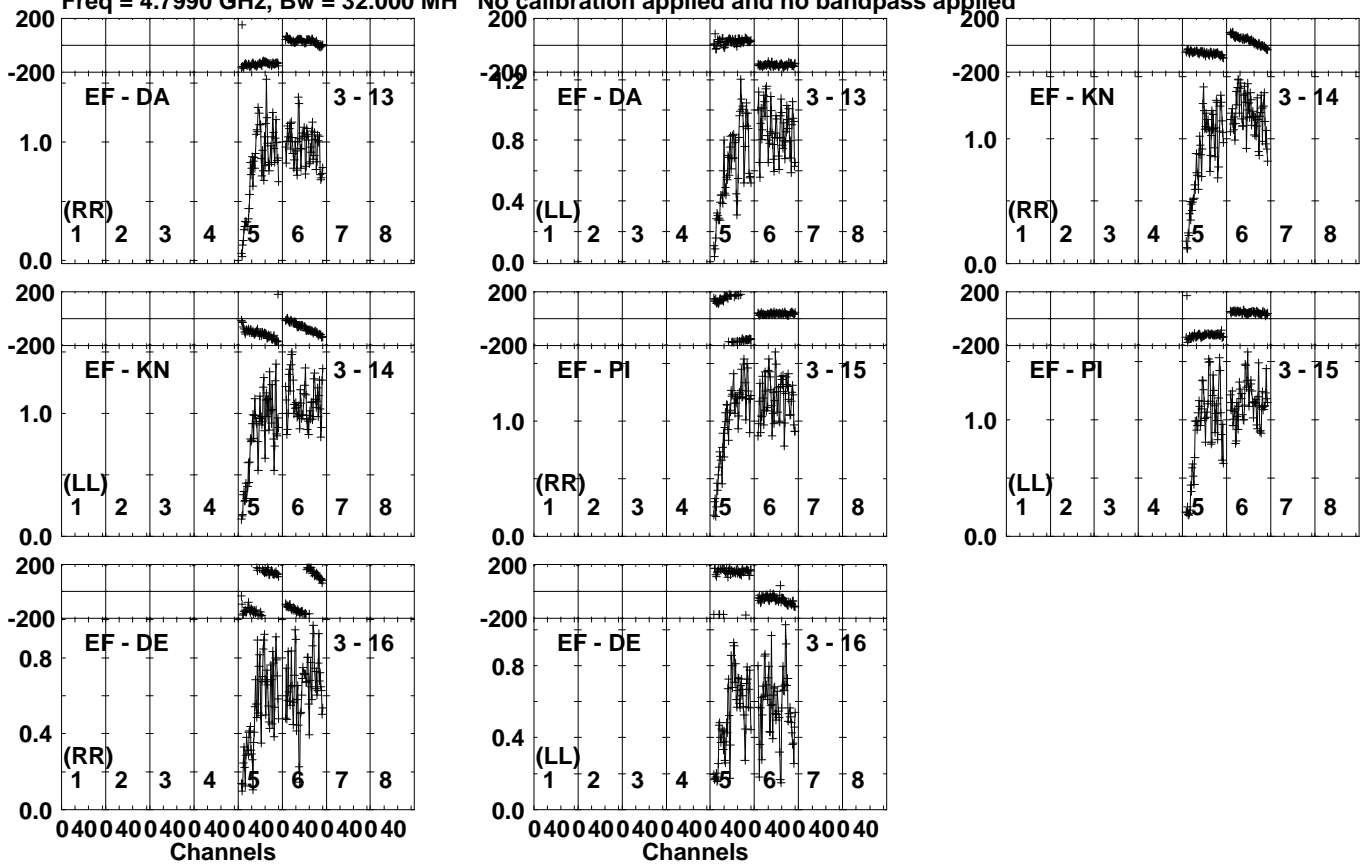 Freq = 4.7990 GHz, Bw = 32.000 MH No calibration applied and no bandpass applied
200
-200
EF - DA 3 - 13
1.0
(RR)
1 2 3 4 5 6 7 8
0.0
200
-200
1.2
EF - DA 3 - 13
0.8
0.4
(LL)
1 2 3 4 5 6 7 8
0.0
200
-200
EF - KN 3 - 14
1.0
(RR)
1 2 3 4 5 6 7 8
0.0
200
-200
EF - KN 3 - 14
1.0
(LL)
1 2 3 4 5 6 7 8
0.0
200
-200
EF - PI 3 - 15
1.0
(RR)
1 2 3 4 5 6 7 8
0.0
200
-200
EF - PI 3 - 15
1.0
(LL)
1 2 3 4 5 6 7 8
0.0
200
-200
EF - DE 3 - 16
0.8
0.4
(RR)
1 2 3 4 5 6 7 8
0.0
0 40 0 40 0 40 0 40 0 40 0 40 0 40 0 40
Channels
200
-200
EF - DE 3 - 16
0.8
0.4
(LL)
1 2 3 4 5 6 7 8
0.0
0 40 0 40 0 40 0 40 0 40 0 40 0 40 0 40
Channels